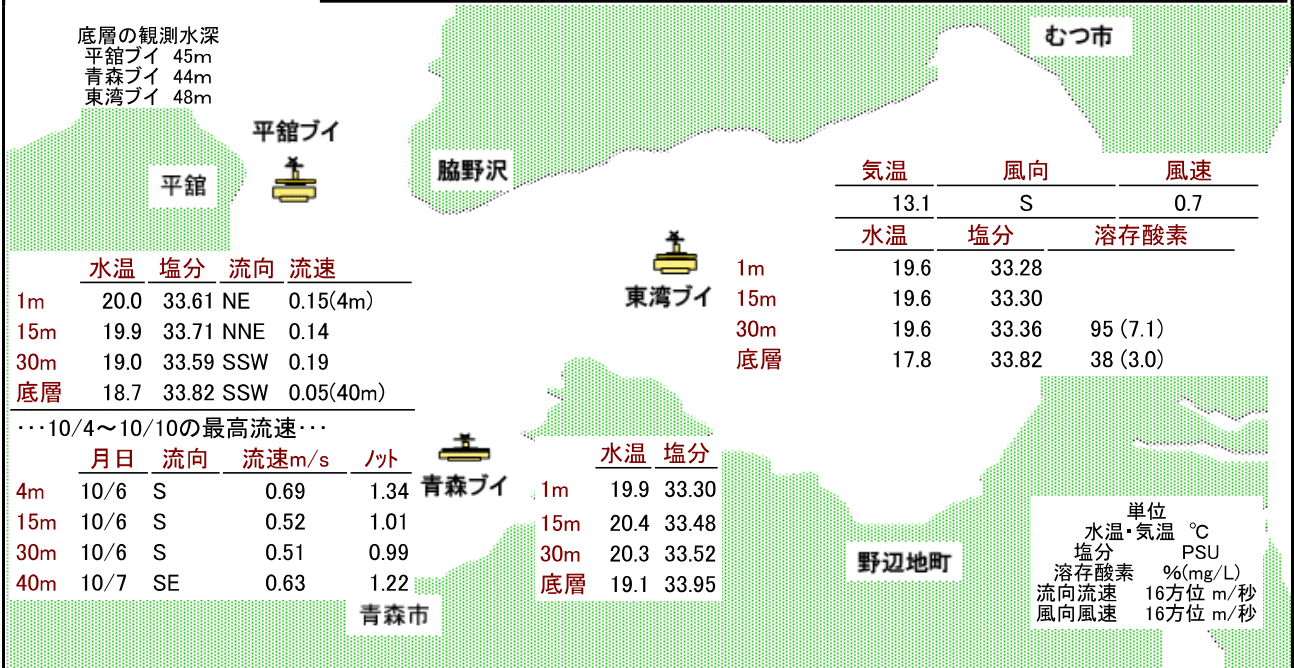 底層の観測水深
平舘ブイ 45m
青森ブイ 44m
東湾ブイ 48m
むつ市
平舘ブイ
脇野沢
平舘
気温 風向 風速
13.1 S 0.7
水温 塩分 溶存酸素
1m 19.6 33.28
15m 19.6 33.30
30m 19.6 33.36 95 (7.1)
底層 17.8 33.82 38 (3.0)
東湾ブイ
水温 塩分 流向 流速
1m 20.0 33.61 NE 0.15(4m)
15m 19.9 33.71 NNE 0.14
30m 19.0 33.59 SSW 0.19
底層 18.7 33.82 SSW 0.05(40m)
･･･10/4～10/10の最高流速･･･
月日 流向 流速m/s ノット
4m 10/6 S 0.69 1.34
15m 10/6 S 0.52 1.01
30m 10/6 S 0.51 0.99
40m 10/7 SE 0.63 1.22
青森ブイ
水温 塩分
1m 19.9 33.30
15m 20.4 33.48
30m 20.3 33.52
底層 19.1 33.95
青森市
野辺地町
単位
水温・気温 ℃
塩分 PSU
溶存酸素 %(mg/L)
流向流速 16方位 m/秒
風向風速 16方位 m/秒